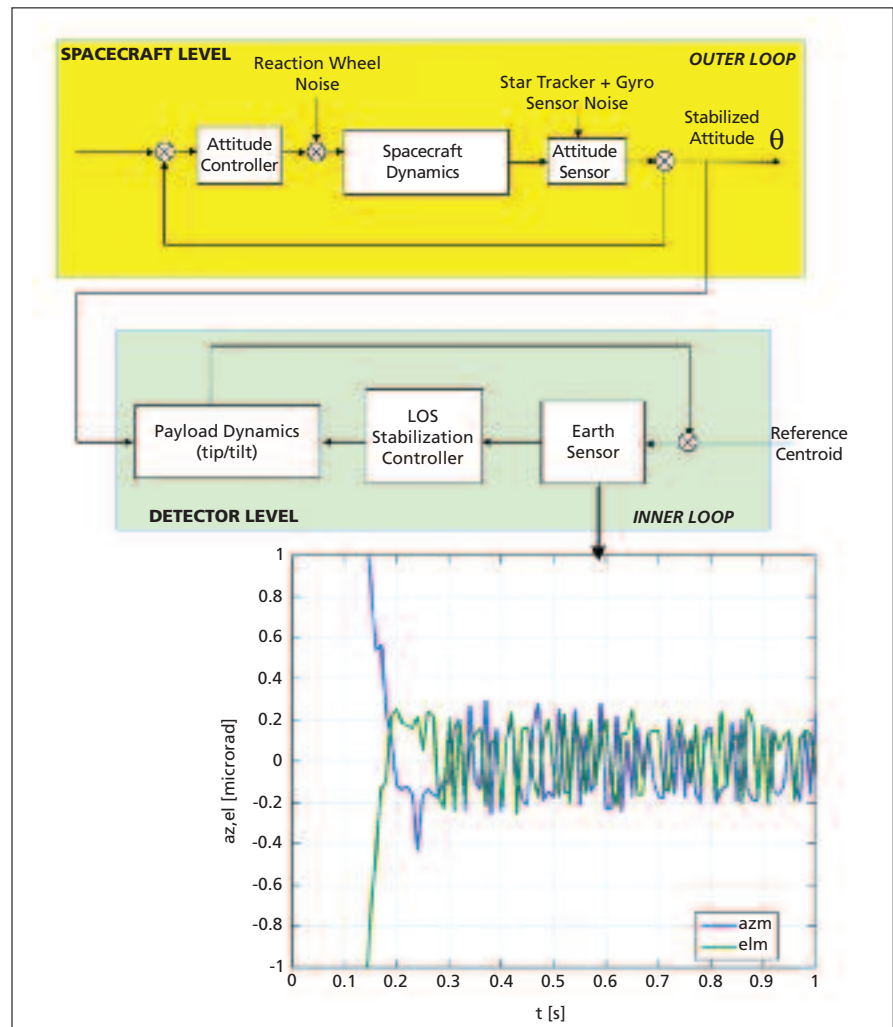 SPACECRAFT LEVEL
OUTER LOOP
Reaction Wheel
Noise
Star Tracker + Gyro
Sensor Noise
Stabilized
Attitude θ
Attitude
Controller
Spacecraft
Dynamics
Attitude
Sensor
Payload Dynamics
(tip/tilt)
LOS
Stabilization
Controller
Earth
Sensor
Reference
Centroid
DETECTOR LEVEL
INNER LOOP
1
0.8
0.6
0.4
0.2
0
-0.2
-0.4
-0.6
-0.8
-1
az,el [microrad]
azm
elm
0 0.1 0.2 0.3 0.4 0.5 0.6 0.7 0.8 0.9 1
t [s]